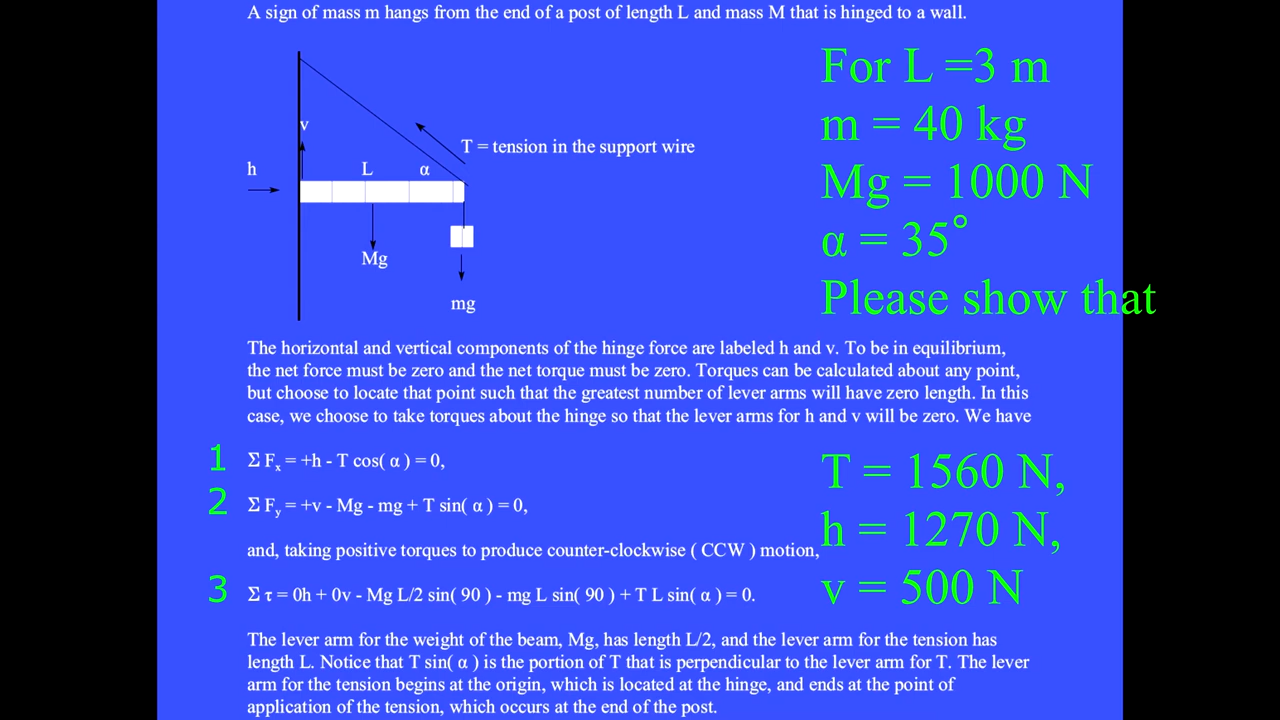 A sign of mass m hangs from the end of a post of length L and mass M that is hinged to a wall.
For L =3 m
m = 40 kg
Mg = 1000 N
α = 35°
Please show that
v
T = tension in the support wire
h
L
α
Mg
mg
The horizontal and vertical components of the hinge force are labeled h and v. To be in equilibrium,
the net force must be zero and the net torque must be zero. Torques can be calculated about any point,
but choose to locate that point such that the greatest number of lever arms will have zero length. In this
case, we choose to take torques about the hinge so that the lever arms for h and v will be zero. We have
1 Σ Fx = +h - T cos( α ) = 0,
2 Σ Fy = +v - Mg - mg + T sin( α ) = 0,
and, taking positive torques to produce counter-clockwise ( CCW ) motion,
3 Σ τ = 0h + 0v - Mg L/2 sin( 90 ) - mg L sin( 90 ) + T L sin( α ) = 0.
T = 1560 N,
h = 1270 N,
v = 500 N
The lever arm for the weight of the beam, Mg, has length L/2, and the lever arm for the tension has
length L. Notice that T sin( α ) is the portion of T that is perpendicular to the lever arm for T. The lever
arm for the tension begins at the origin, which is located at the hinge, and ends at the point of
application of the tension, which occurs at the end of the post.